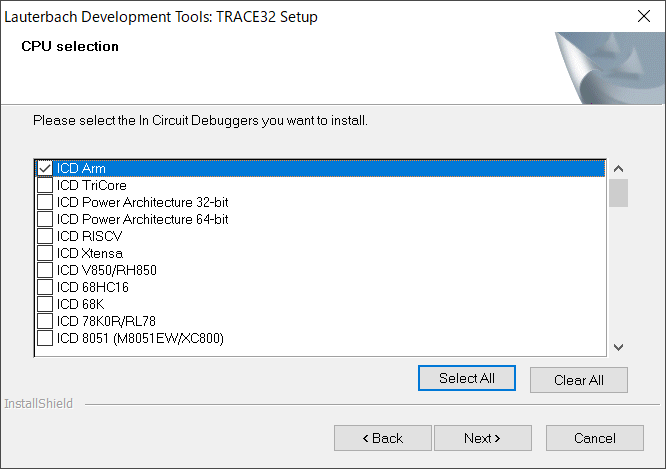 Lauterbach Development Tools: TRACE32 Setup
CPU selection
Please select the In Circuit Debuggers you want to install.
ICD Arm
ICD TriCore
ICD Power Architecture 32-bit
ICD Power Architecture 64-bit
ICD RISCV
ICD Xtensa
ICD V850/RH850
ICD 68HC16
ICD 68K
ICD 78K0R/RL78
ICD 8051 (M8051EW/XC800)
Select All Clear All
InstallShield
< Back Next > Cancel